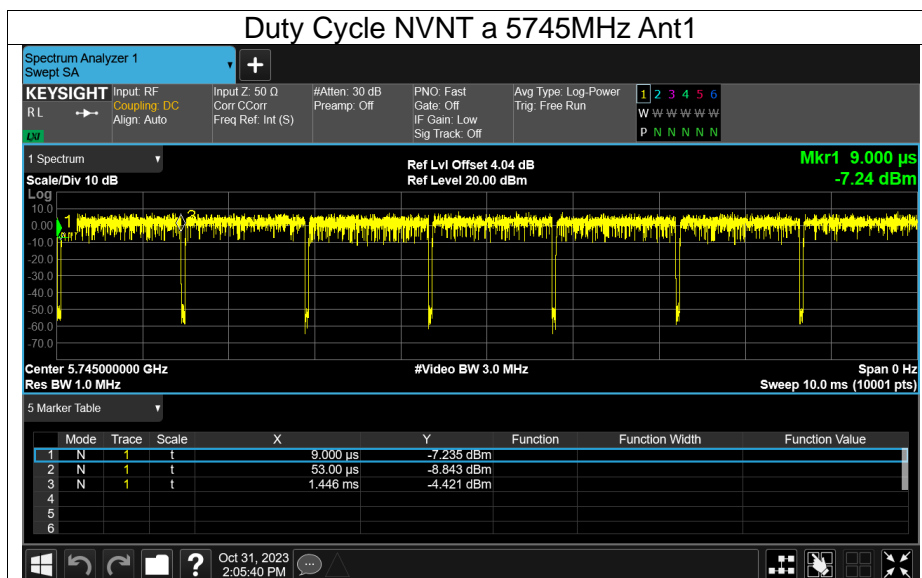 Duty Cycle NVNT a 5745MHz Ant1
Spectrum Analyzer 1
Swept SA
+
KEYSIGHT Input: RF Input Z: 50 Ω #Atten: 30 dB PNO: Fast Avg Type: Log-Power 1 2 3 4 5 6
R L Coupling: DC Corr CCorr Preamp: Off Gate: Off Trig: Free Run W W W W W W
Align: Auto Freq Ref: Int (S) IF Gain: Low
LXI Sig Track: Off P N N N N N
1 Spectrum Ref Lvl Offset 4.04 dB Mkr1 9.000 µs
Scale/Div 10 dB Ref Level 20.00 dBm -7.24 dBm
Log
10.0
0.00
-10.0
-20.0
-30.0
-40.0
-50.0
-60.0
-70.0
1 3
Center 5.745000000 GHz #Video BW 3.0 MHz Span 0 Hz
Res BW 1.0 MHz Sweep 10.0 ms (10001 pts)
5 Marker Table
Mode Trace Scale X Y Function Function Width Function Value
1 N 1 t 9.000 µs -7.235 dBm
2 N 1 t 53.00 µs -8.843 dBm
3 N 1 t 1.446 ms -4.421 dBm
4
5
6
? Oct 31, 2023
2:05:40 PM